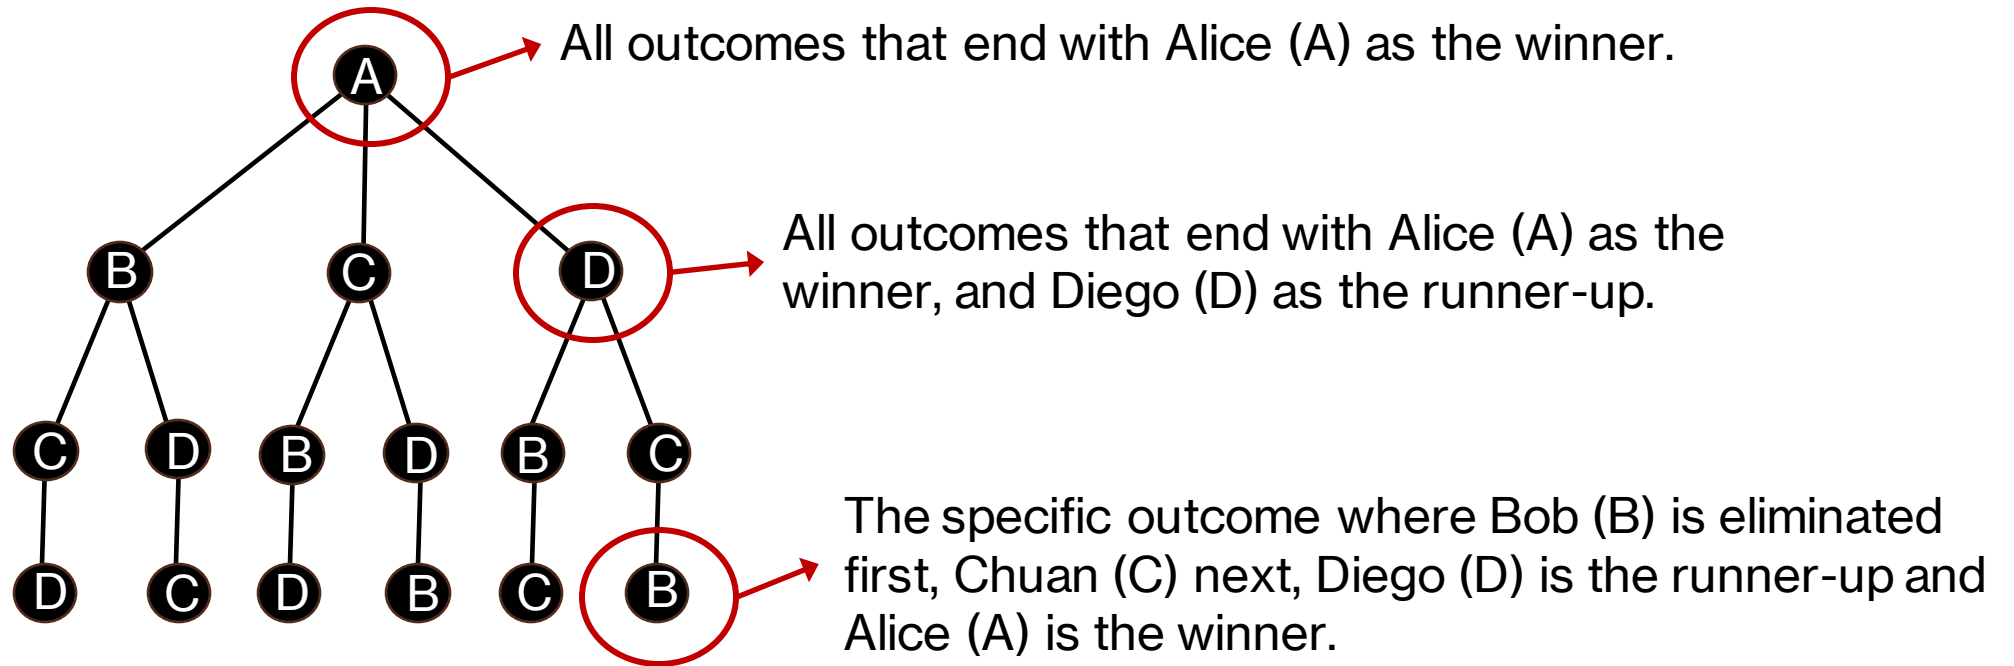 A
All outcomes that end with Alice (A) as the winner.
B
C
D
All outcomes that end with Alice (A) as the
winner, and Diego (D) as the runner-up.
C
D
B
D
B
C
The specific outcome where Bob (B) is eliminated
first, Chuan (C) next, Diego (D) is the runner-up and
Alice (A) is the winner.
D
C
D
B
C
B